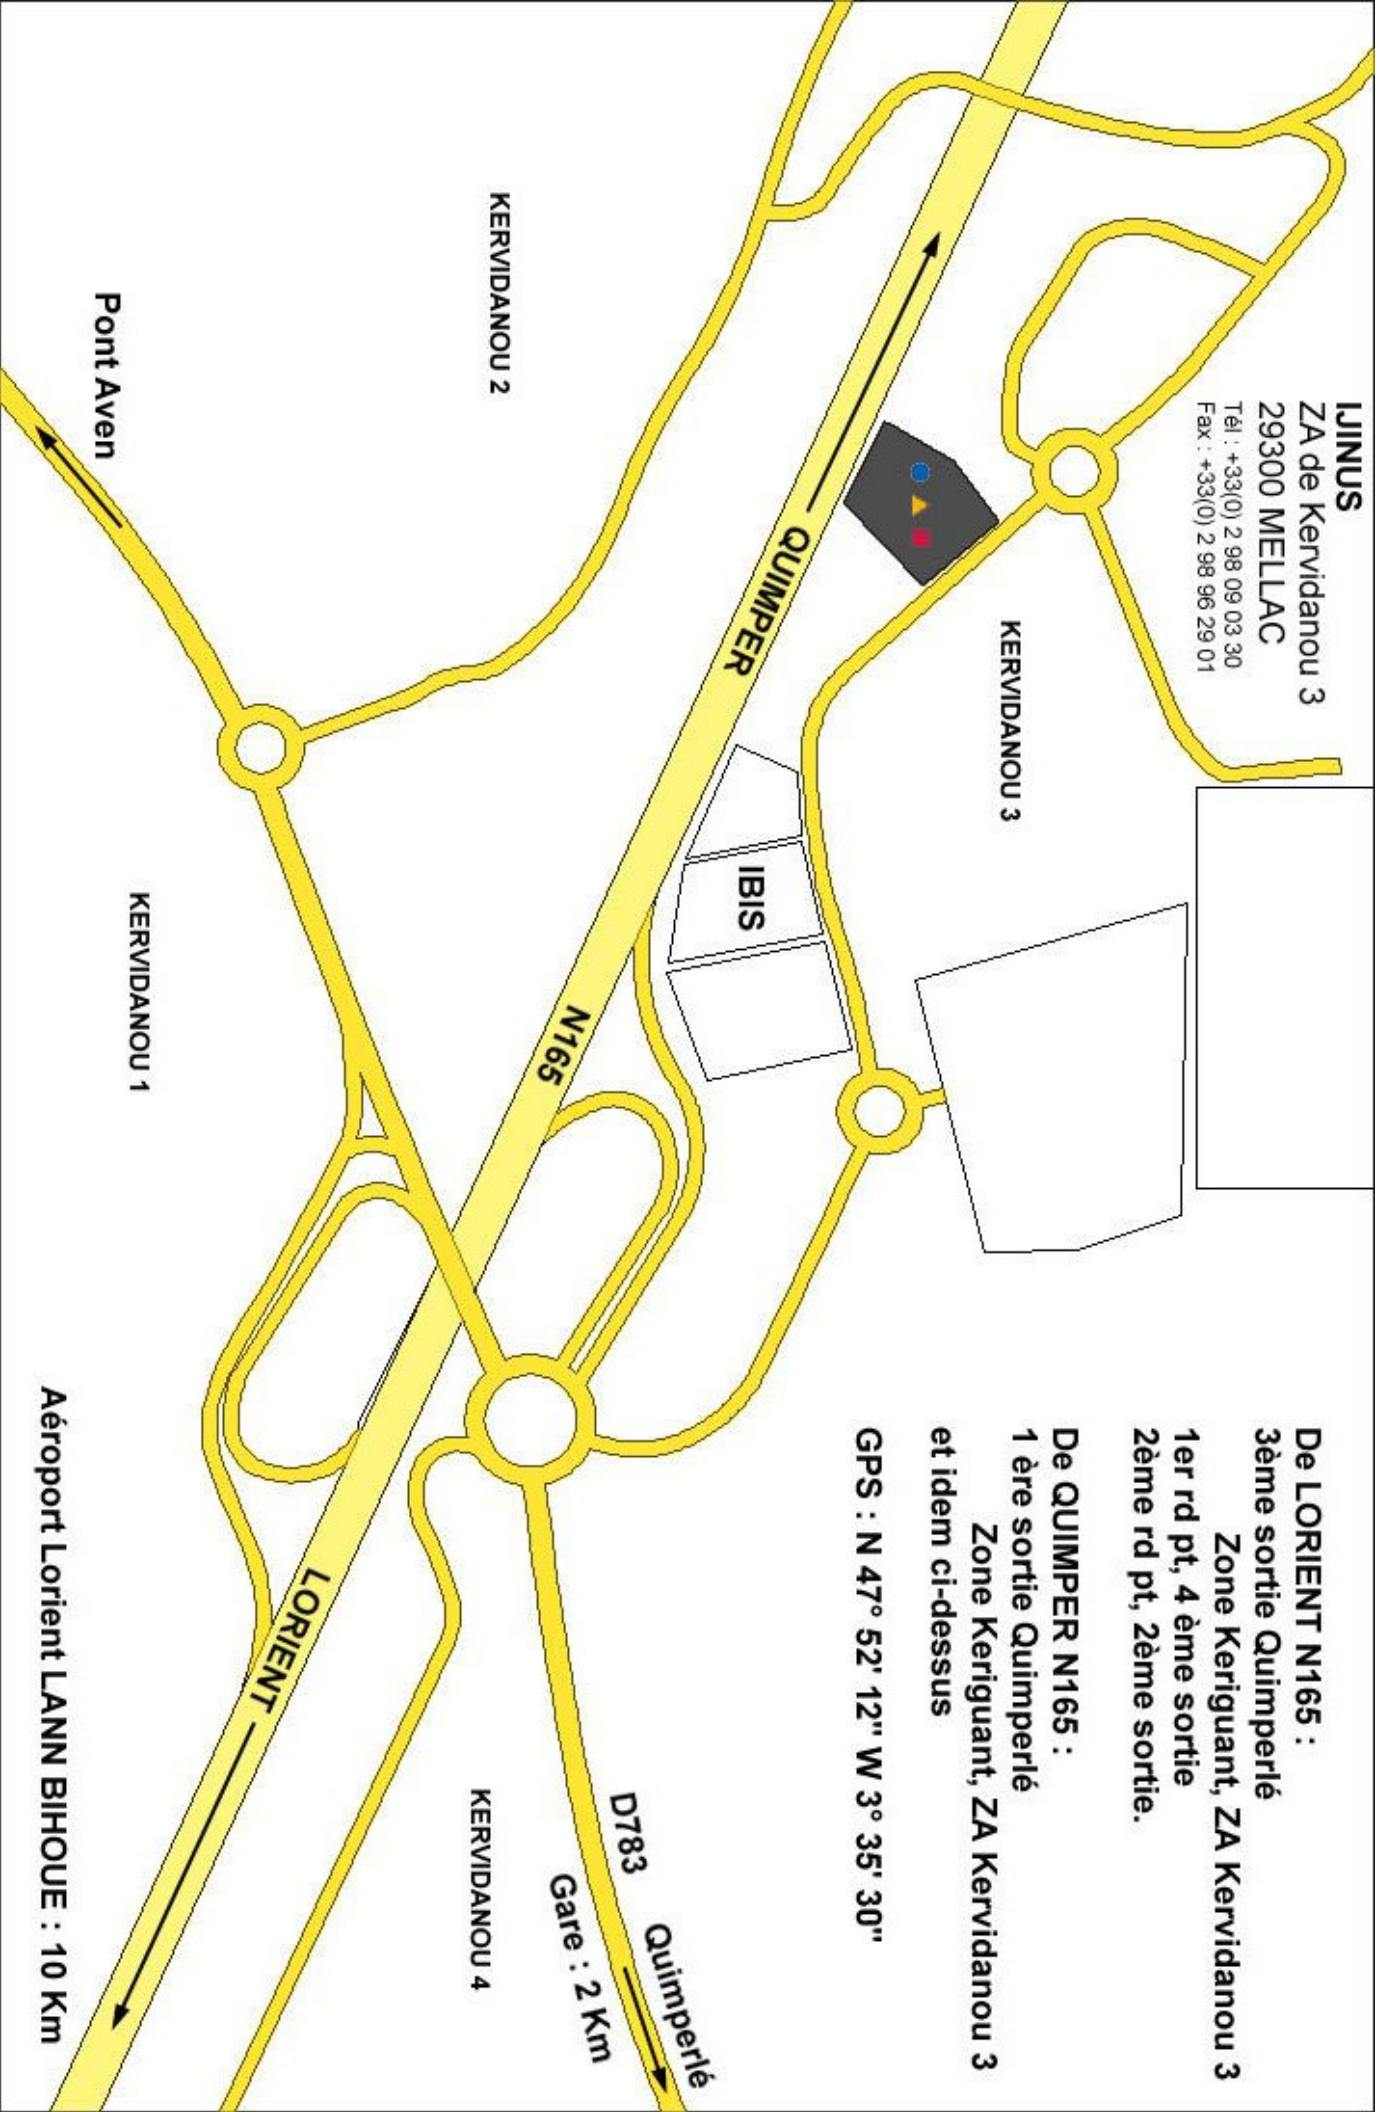 IJINUS
ZA de Kervidanou 3
29300 MELLAC
Tél : +33(0) 2 98 09 03 30
Fax : +33(0) 2 98 96 29 01
De LORIENT N165 :
3ème sortie Quimperlé
Zone Keriguant, ZA Kervidanou 3
1er rd pt, 4 ème sortie
2ème rd pt, 2ème sortie.
De QUIMPER N165 :
1 ère sortie Quimperlé
Zone Keriguant, ZA Kervidanou 3
et idem ci-dessus
GPS : N 47° 52' 12" W 3° 35' 30"
KERVIDANOU 3
QUIMPER
IBIS
N165
KERVIDANOU 2
D783
Quimperlé
Gare : 2 Km
KERVIDANOU 4
LORIENT
Pont Aven
KERVIDANOU 1
Aéroport Lorient LANN BIHOUE : 10 Km